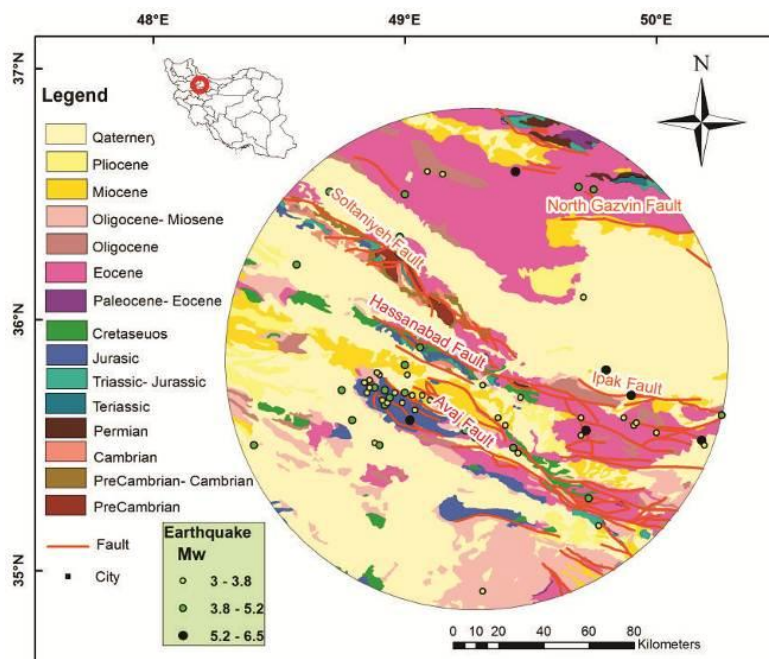 48°E 49°E 50°E
37°N
36°N
35°N
N
Legend
Qaternery
Pliocene
Miocene
Oligocene- Miosene
Oligocene
Eocene
Paleocene- Eocene
Cretaseuos
Jurasic
Triassic- Jurassic
Teriassic
Permian
Cambrian
PreCambrian- Cambrian
PreCambrian
Fault
City
Earthquake
Mw
3 - 3.8
3.8 - 5.2
5.2 - 6.5
Soltaniyeh Fault
North Gazvin Fault
Hassanabad Fault
Ipak Fault
Avaj Fault
0 10 20 40 60 80
Kilometers